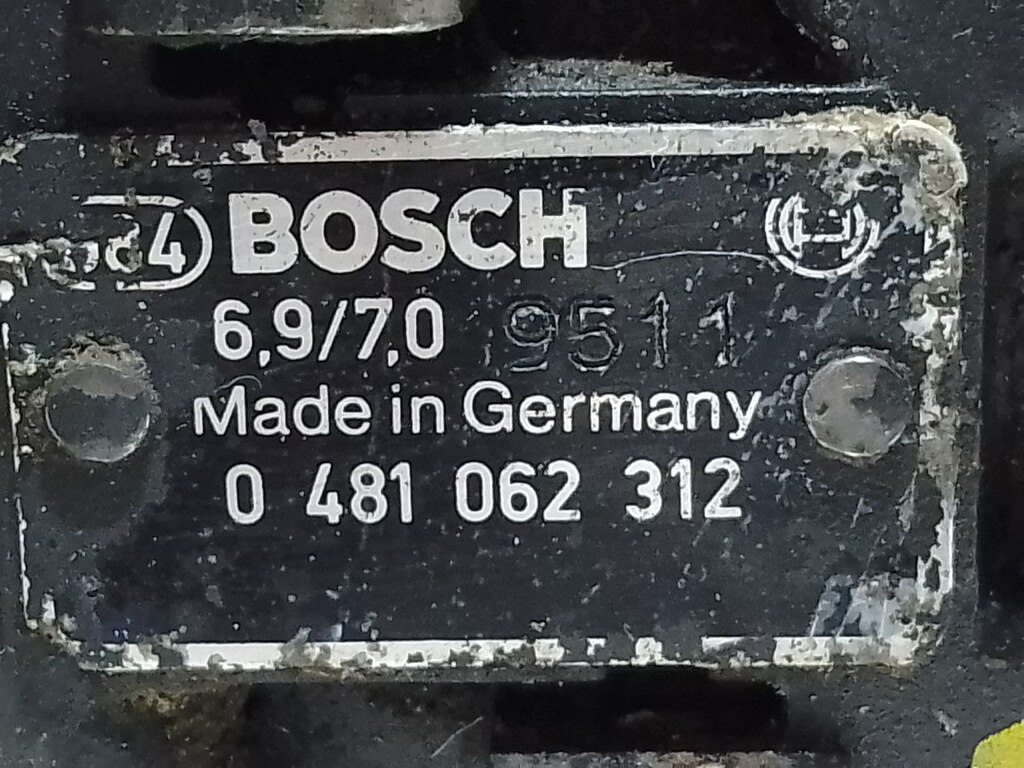 BOSCH
6,9/7,0 9511
Made in Germany
0 481 062 312